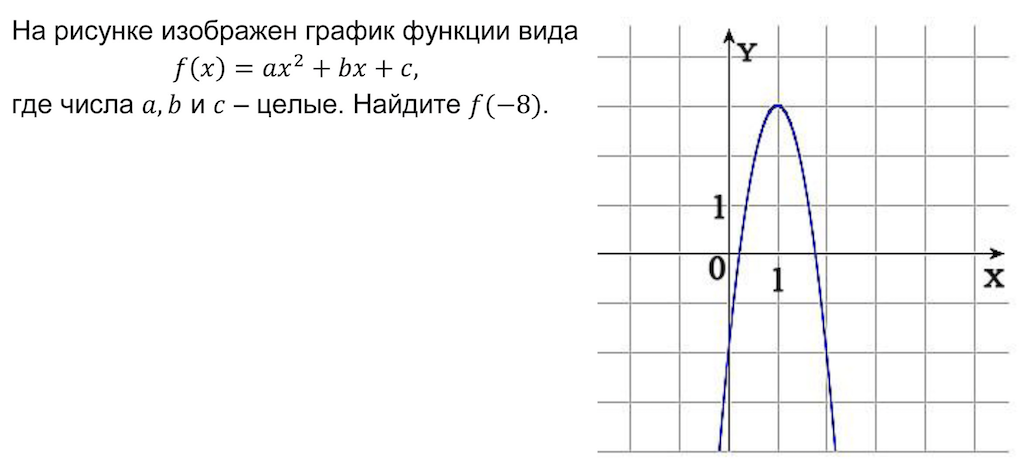 На рисунке изображен график функции вида
f(x) = ax² + bx + c,
где числа a, b и c – целые. Найдите f(−8).
Y
1
0
1
X